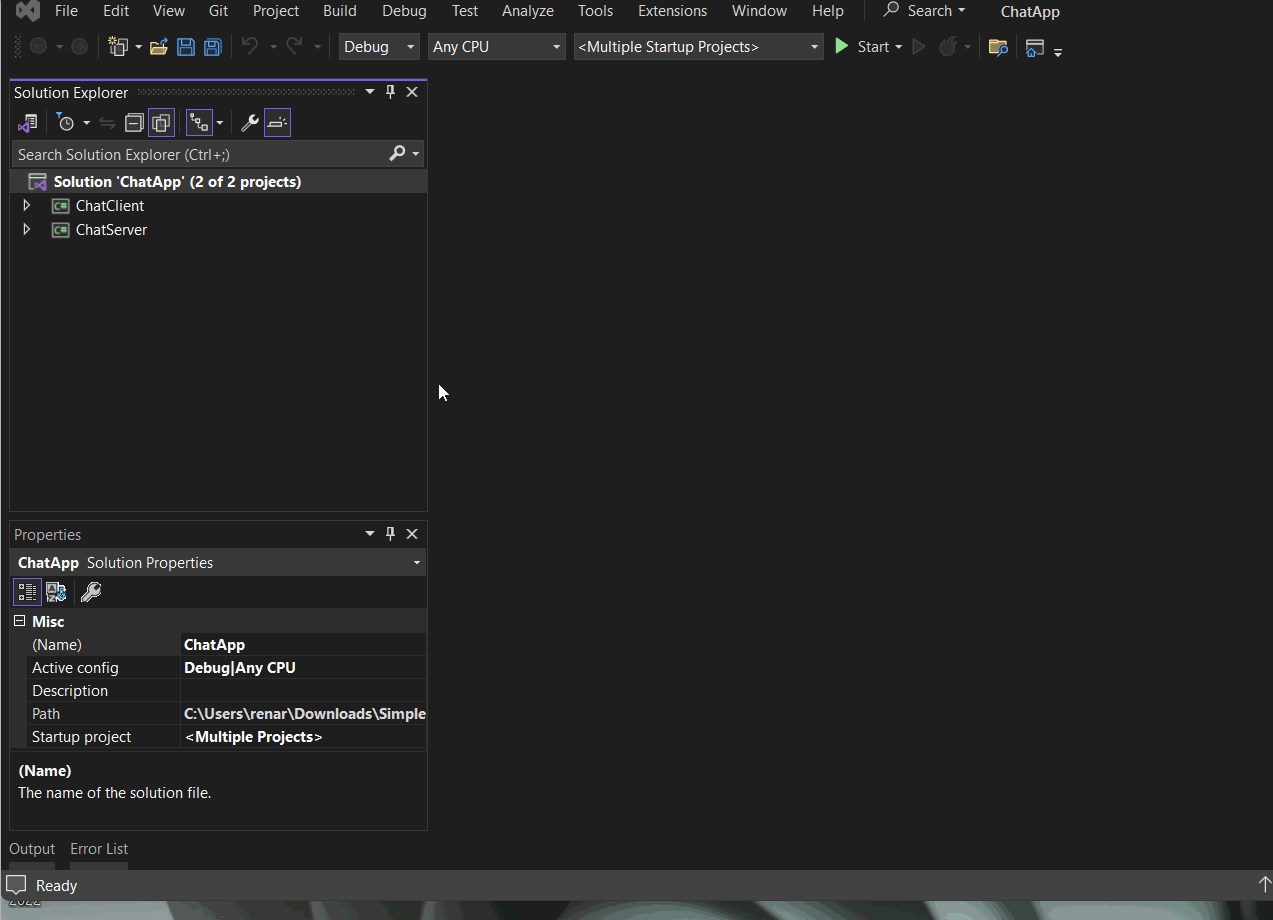 File Edit View Git Project Build Debug Test Analyze Tools Extensions Window Help Search ChatApp
Debug Any CPU <Multiple Startup Projects> Start
Solution Explorer
Search Solution Explorer (Ctrl+;)
Solution 'ChatApp' (2 of 2 projects)
C# ChatClient
C# ChatServer
Properties
ChatApp Solution Properties
Misc
(Name) ChatApp
Active config Debug|Any CPU
Description
Path C:\Users\renar\Downloads\Simple
Startup project <Multiple Projects>
(Name)
The name of the solution file.
Output Error List
Ready
2022